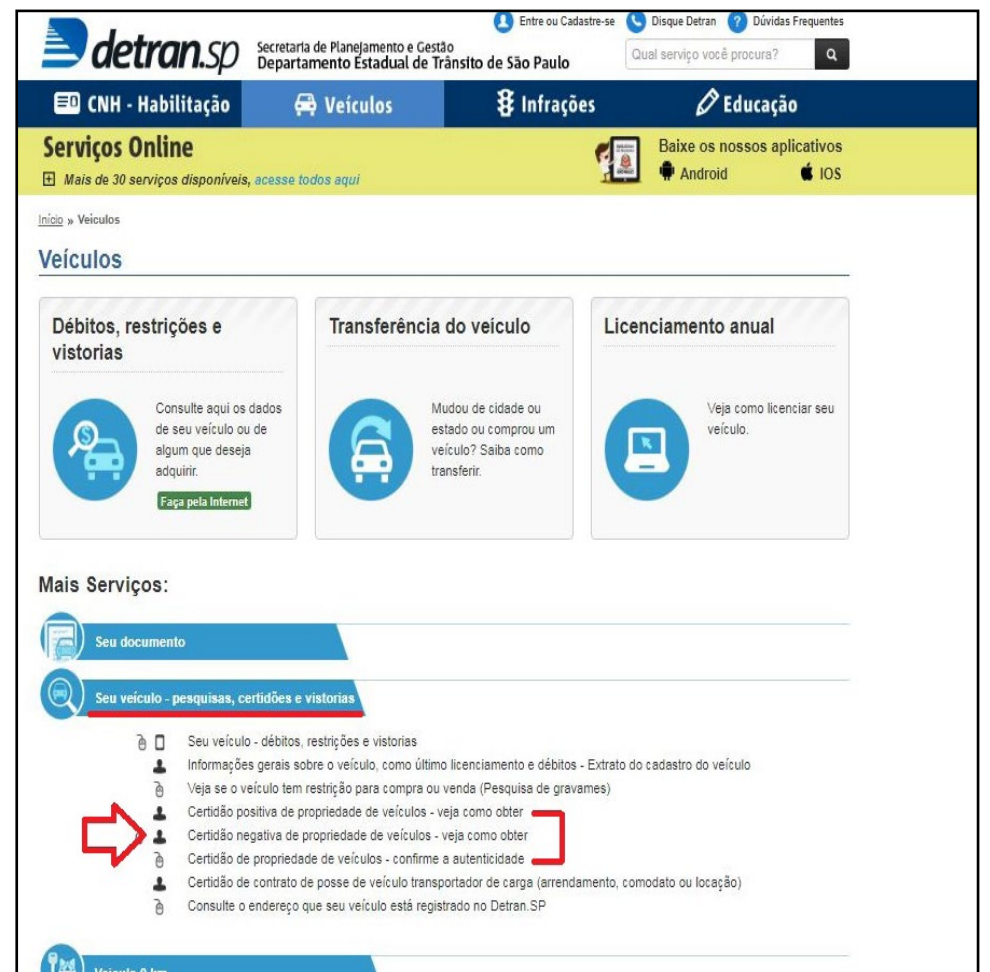 Entre ou Cadastre-se Disque Detran Dúvidas Frequentes
detran.sp
Secretaria de Planejamento e Gestão
Departamento Estadual de Trânsito de São Paulo
Qual serviço você procura?
CNH - Habilitação Veículos Infrações Educação
Serviços Online
Mais de 30 serviços disponíveis, acesse todos aqui
Baixe os nossos aplicativos
Android IOS
Início » Veiculos
Veículos
Débitos, restrições e
vistorias
Consulte aqui os dados
de seu veículo ou de
algum que deseja
adquirir.
Faça pela Internet
Transferência do veículo
Mudou de cidade ou
estado ou comprou um
veículo? Saiba como
transferir.
Licenciamento anual
Veja como licenciar seu
veículo.
Mais Serviços:
Seu documento
Seu veículo - pesquisas, certidões e vistorias
Seu veículo - débitos, restrições e vistorias
Informações gerais sobre o veículo, como último licenciamento e débitos - Extrato do cadastro do veículo
Veja se o veículo tem restrição para compra ou venda (Pesquisa de gravames)
Certidão positiva de propriedade de veículos - veja como obter
Certidão negativa de propriedade de veículos - veja como obter
Certidão de propriedade de veículos - confirme a autenticidade
Certidão de contrato de posse de veículo transportador de carga (arrendamento, comodato ou locação)
Consulte o endereço que seu veículo está registrado no Detran.SP